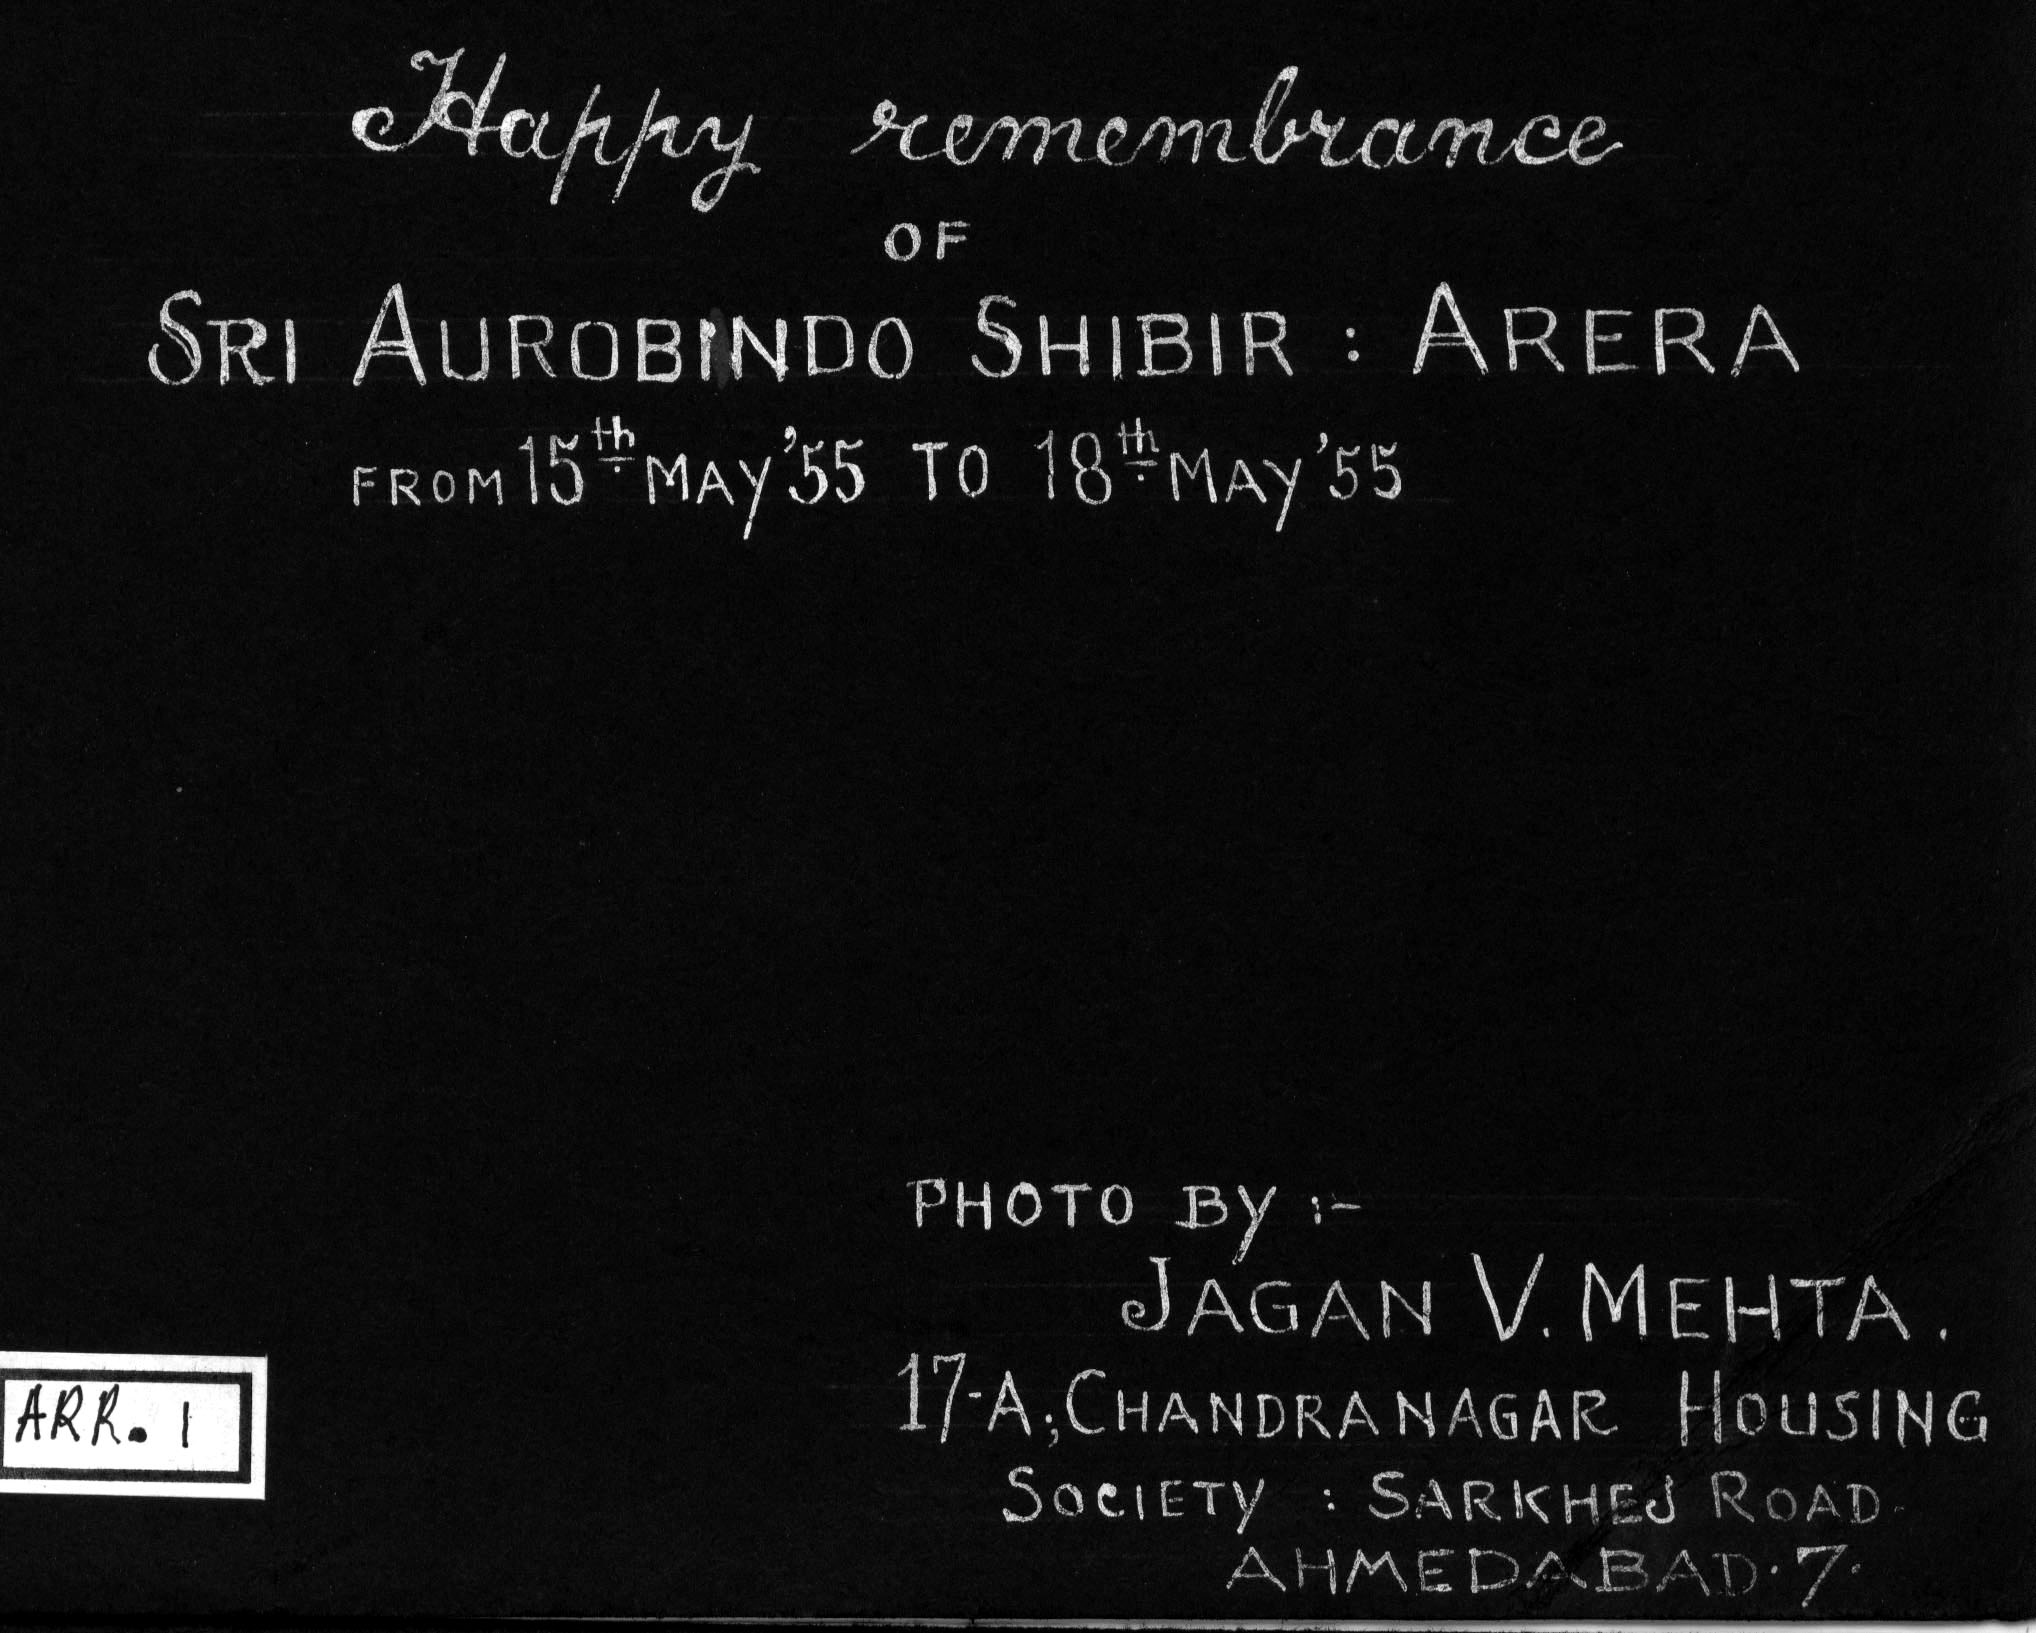 Happy remembrance
OF
SRI AUROBINDO SHIBIR : ARERA
FROM 15th MAY '55 TO 18th MAY '55
PHOTO BY :-
JAGAN V. MEHTA.
17-A; CHANDRANAGAR HOUSING
SOCIETY : SARKHEJ ROAD
AHMEDABAD. 7.
ARR. 1